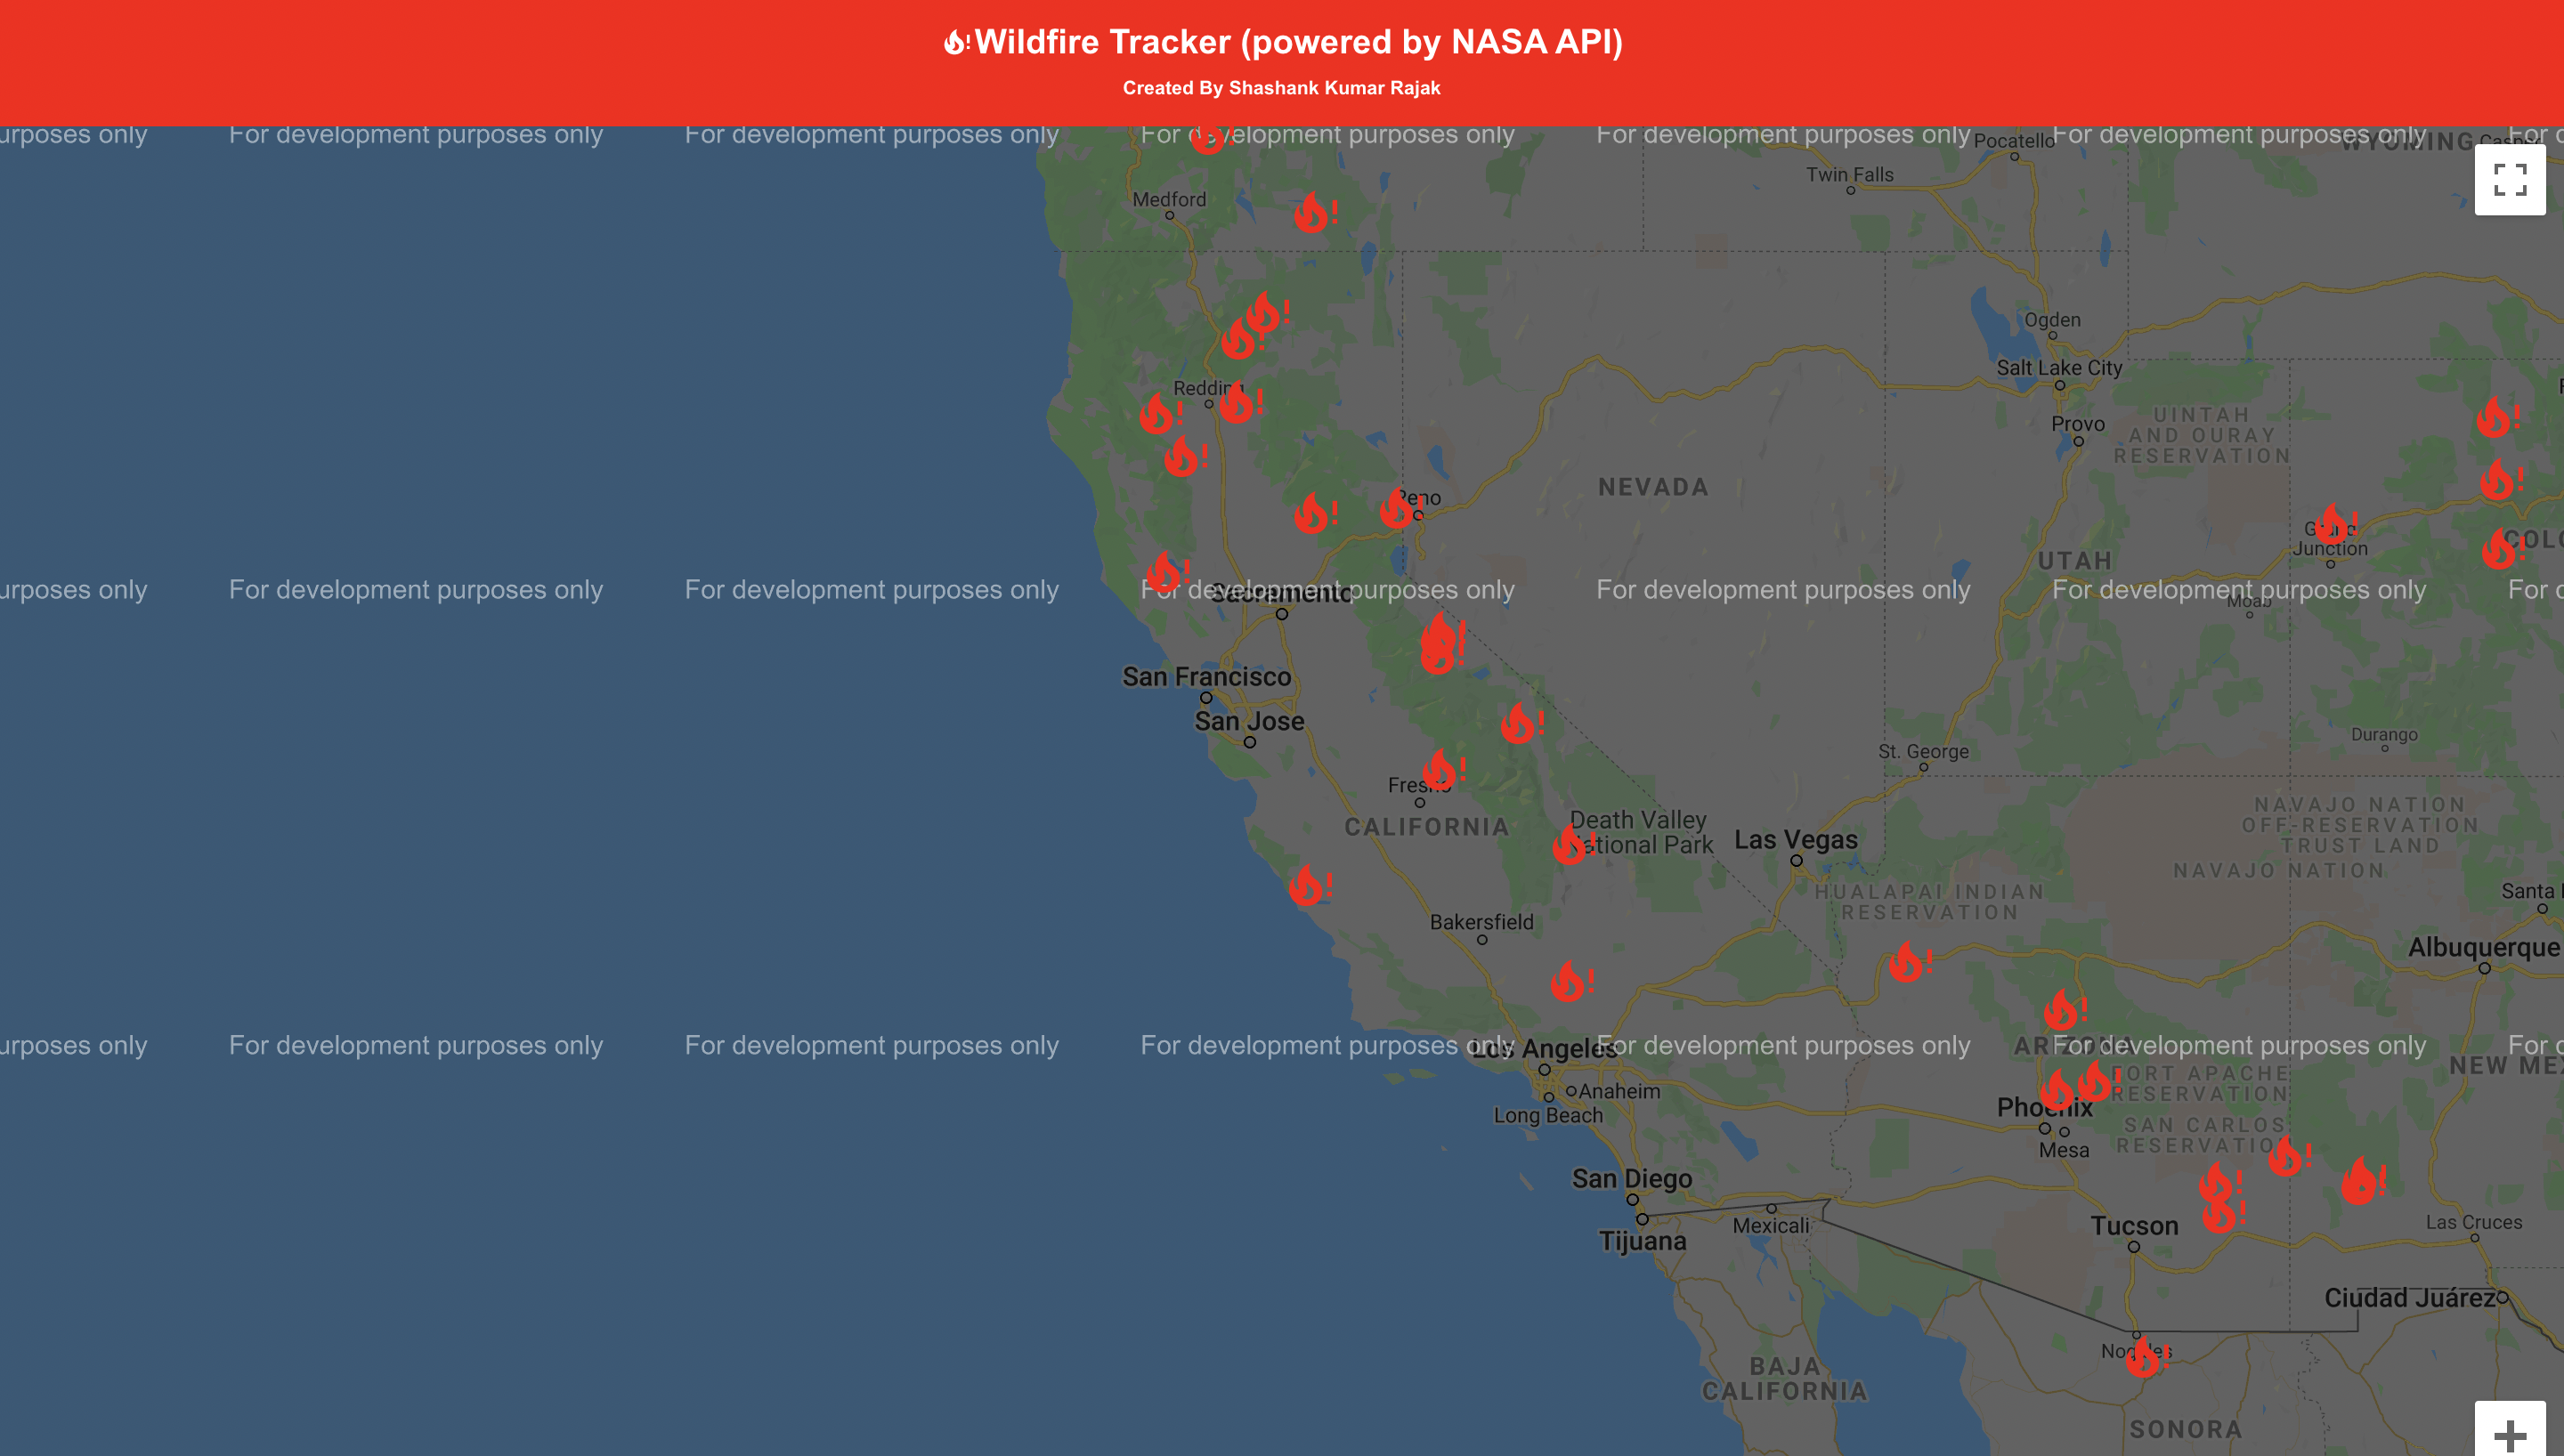 Wildfire Tracker (powered by NASA API)
Created By Shashank Kumar Rajak
urposes only
For development purposes only
For development purposes only
For development purposes only
For development purposes only
For development purposes only
Pocatello
WYOMING
Twin Falls
Medford
Ogden
Salt Lake City
Provo
UINTAH
AND OURAY
RESERVATION
Redding
NEVADA
Reno
UTAH
Grand
Junction
COLO
urposes only
For development purposes only
For development purposes only
For development purposes only
For development purposes only
For development purposes only
For
Sacramento
Moab
San Francisco
San Jose
Durango
St. George
Fresno
CALIFORNIA
Death Valley
National Park
Las Vegas
NAVAJO NATION
OFF-RESERVATION
TRUST LAND
NAVAJO NATION
HUALAPAI INDIAN
RESERVATION
Santa
Bakersfield
Albuquerque
urposes only
For development purposes only
For development purposes only
For development purposes only
For development purposes only
For development purposes only
For
Los Angeles
ARIZONA
NEW MEX
Anaheim
Long Beach
FORT APACHE
RESERVATION
Phoenix
SAN CARLOS
RESERVATION
Mesa
San Diego
Tijuana
Mexicali
Tucson
Las Cruces
Ciudad Juárez
Nogales
BAJA
CALIFORNIA
SONORA